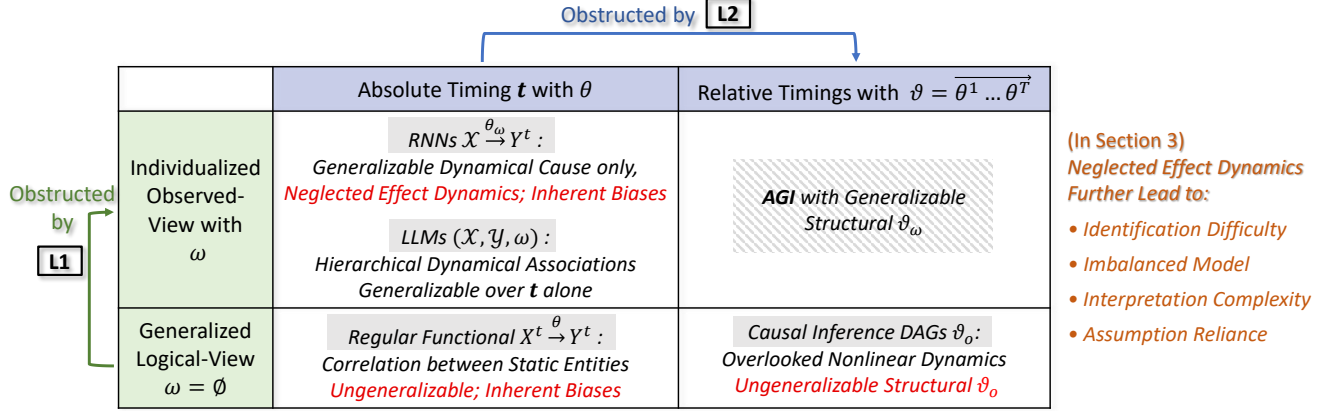 Obstructed by L2
Absolute Timing t with θ
Relative Timings with ϑ = θ¹ … θᵀ
Obstructed
by
L1
Individualized
Observed-
View with
ω
RNNs 𝒳 →θ_ω Yᵗ :
Generalizable Dynamical Cause only,
Neglected Effect Dynamics; Inherent Biases
LLMs (𝒳, 𝒴, ω) :
Hierarchical Dynamical Associations
Generalizable over t alone
AGI with Generalizable
Structural ϑ_ω
Generalized
Logical-View
ω = ∅
Regular Functional Xᵗ →θ Yᵗ :
Correlation between Static Entities
Ungeneralizable; Inherent Biases
Causal Inference DAGs ϑₒ:
Overlooked Nonlinear Dynamics
Ungeneralizable Structural ϑₒ
(In Section 3)
Neglected Effect Dynamics
Further Lead to:
• Identification Difficulty
• Imbalanced Model
• Interpretation Complexity
• Assumption Reliance